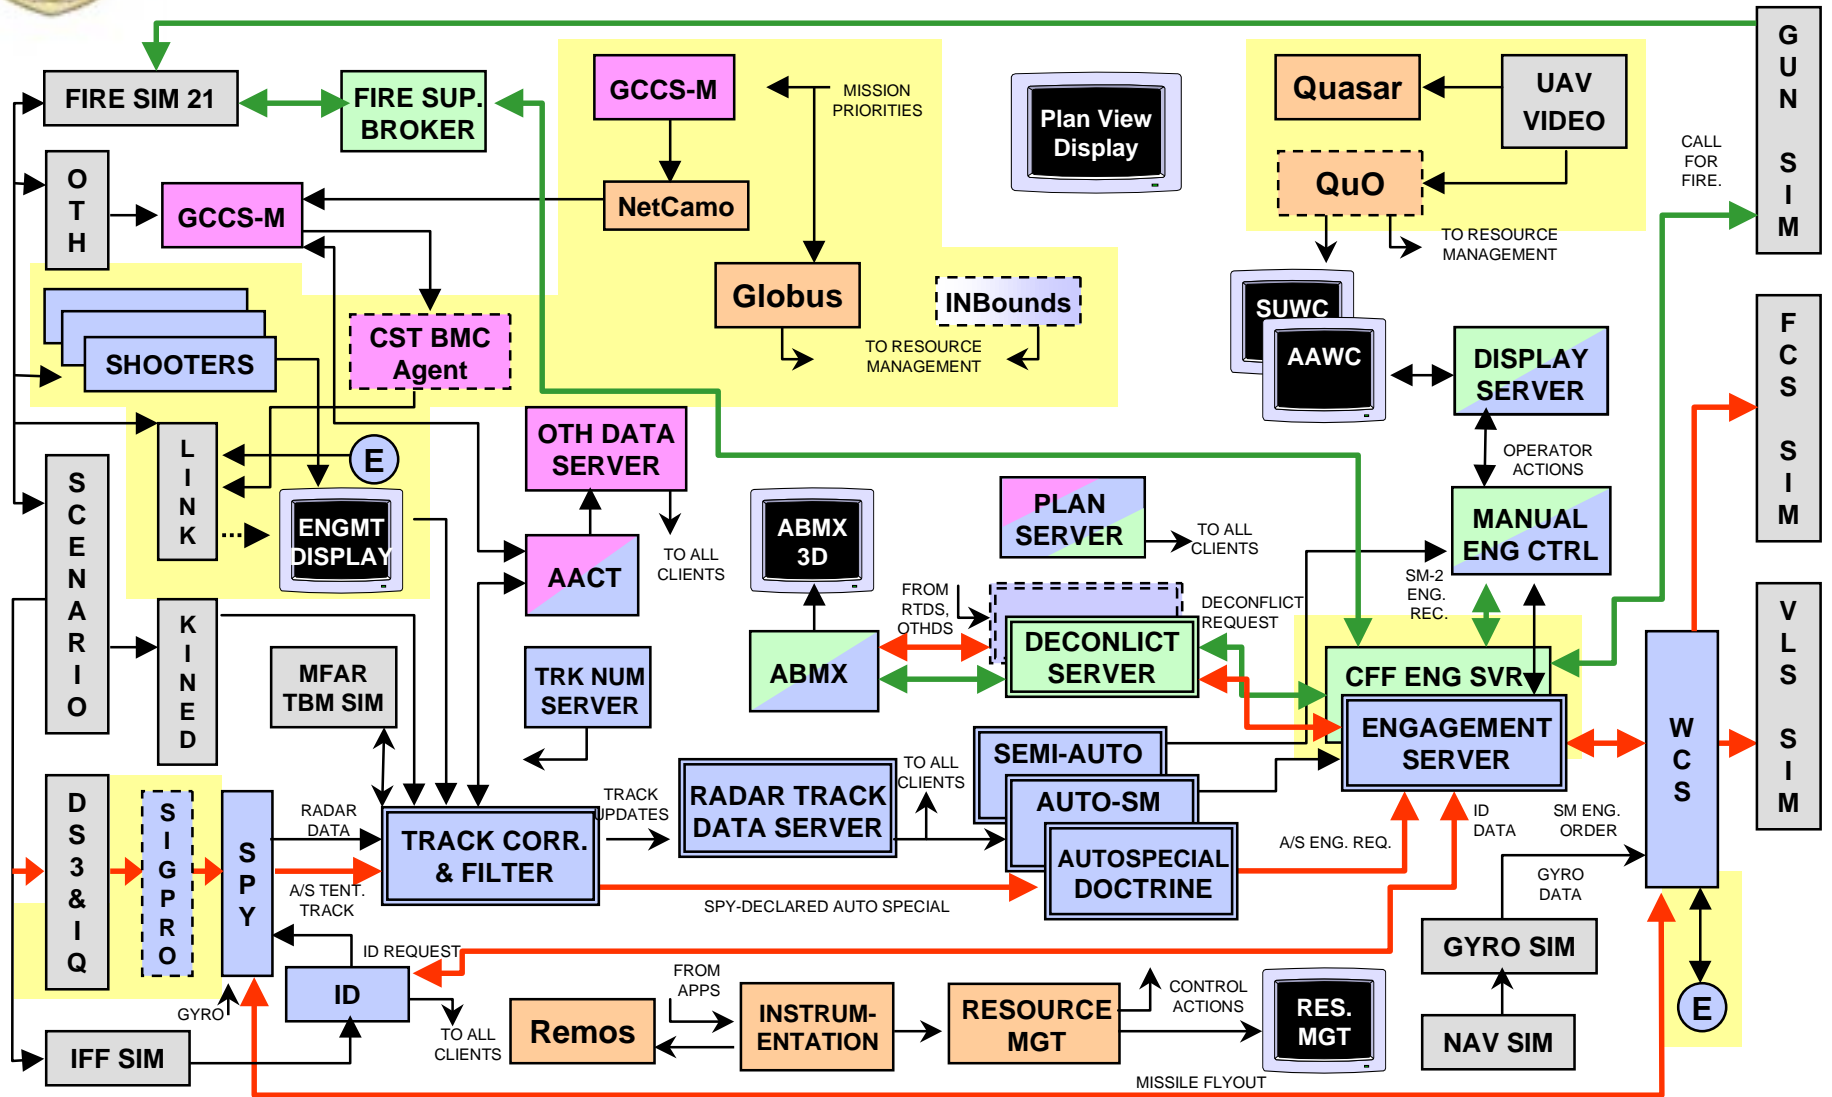 FIRE SIM 21
FIRE SUP.
BROKER
GCCS-M
MISSION
PRIORITIES
Plan View
Display
Quasar
UAV
VIDEO
G
U
N
S
I
M
CALL
FOR
FIRE.
O
T
H
GCCS-M
NetCamo
QuO
TO RESOURCE
MANAGEMENT
Globus
INBounds
TO RESOURCE
MANAGEMENT
SUWC
AAWC
DISPLAY
SERVER
F
C
S
S
I
M
SHOOTERS
CST BMC
Agent
L
I
N
K
E
OTH DATA
SERVER
OPERATOR
ACTIONS
S
C
E
N
A
R
I
O
ENGMT
DISPLAY
ABMX
3D
PLAN
SERVER
TO ALL
CLIENTS
MANUAL
ENG CTRL
AACT
TO ALL
CLIENTS
FROM
RTDS,
OTHDS
DECONFLICT
REQUEST
SM-2
ENG.
REC.
V
L
S
S
I
M
K
I
N
E
D
MFAR
TBM SIM
TRK NUM
SERVER
ABMX
DECONLICT
SERVER
CFF ENG SVR
ENGAGEMENT
SERVER
W
C
S
D
S
3
&
I
Q
S
I
G
P
R
O
S
P
Y
RADAR
DATA
A/S TENT.
TRACK
TRACK CORR.
& FILTER
TRACK
UPDATES
RADAR TRACK
DATA SERVER
TO ALL
CLIENTS
SEMI-AUTO
AUTO-SM
AUTOSPECIAL
DOCTRINE
A/S ENG. REQ.
ID
DATA
SM ENG.
ORDER
GYRO
DATA
SPY-DECLARED AUTO SPECIAL
ID REQUEST
GYRO
ID
TO ALL
CLIENTS
IFF SIM
Remos
FROM
APPS
INSTRUM-
ENTATION
RESOURCE
MGT
CONTROL
ACTIONS
RES.
MGT
GYRO SIM
NAV SIM
E
MISSILE FLYOUT